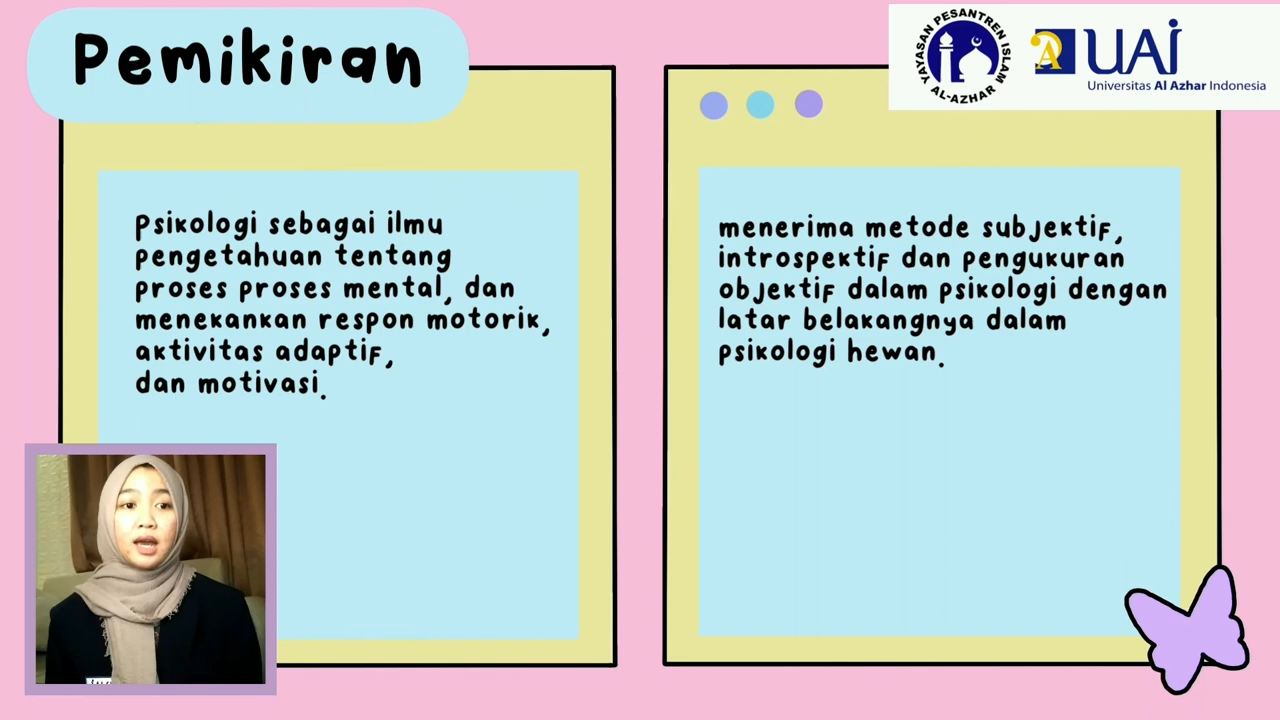 Pemikiran
YAYASAN PESANTREN ISLAM
AL-AZHAR
UAI
Universitas Al Azhar Indonesia
Psikologi sebagai ilmu
pengetahuan tentang
proses proses mental, dan
menekankan respon motorik,
aktivitas adaptif,
dan motivasi.
menerima metode subjektif,
introspektif dan pengukuran
objektif dalam psikologi dengan
latar belakangnya dalam
psikologi hewan.